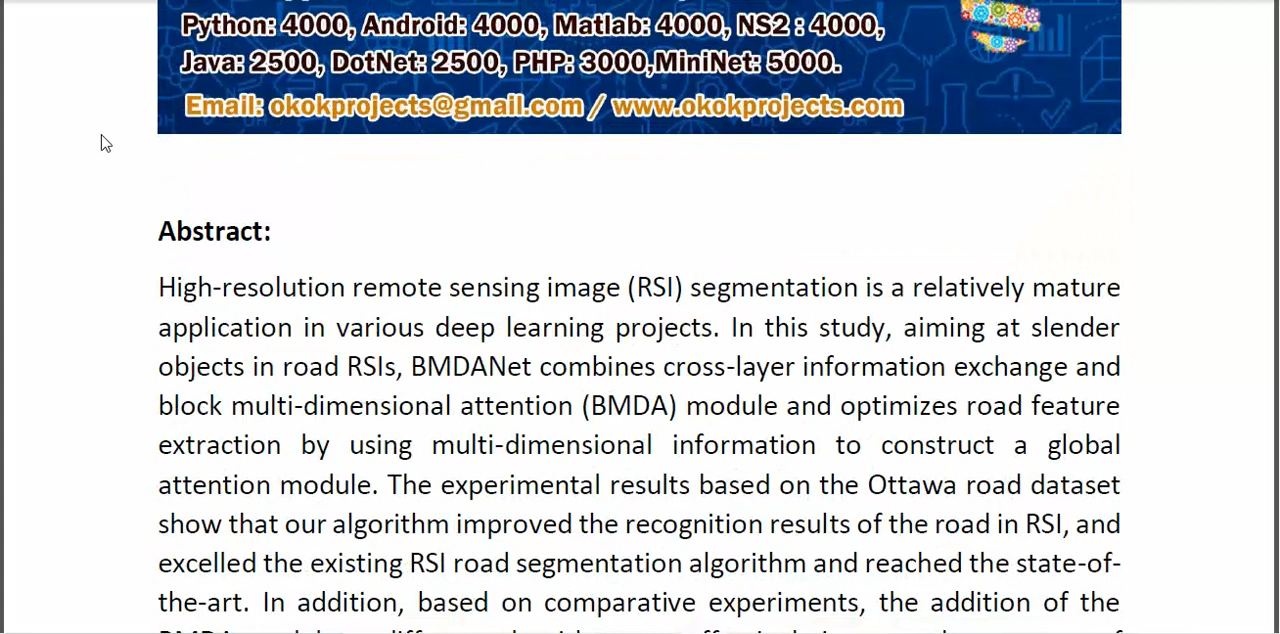 Python: 4000, Android: 4000, Matlab: 4000, NS2 : 4000,
Java: 2500, DotNet: 2500, PHP: 3000,MiniNet: 5000.
Email: okokprojects@gmail.com / www.okokprojects.com
Abstract:
High-resolution remote sensing image (RSI) segmentation is a relatively mature
application in various deep learning projects. In this study, aiming at slender
objects in road RSIs, BMDANet combines cross-layer information exchange and
block multi-dimensional attention (BMDA) module and optimizes road feature
extraction by using multi-dimensional information to construct a global
attention module. The experimental results based on the Ottawa road dataset
show that our algorithm improved the recognition results of the road in RSI, and
excelled the existing RSI road segmentation algorithm and reached the state-of-
the-art. In addition, based on comparative experiments, the addition of the